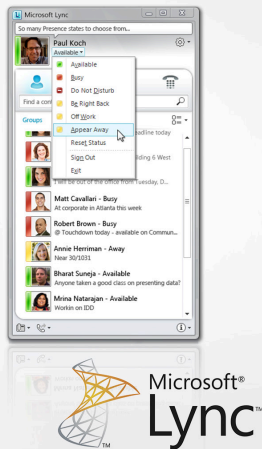 Microsoft Lync
So many Presence states to choose from...
Paul Koch
Available
Available
Busy
Do Not Disturb
Be Right Back
Off Work
Appear Away
Reset Status
Sign Out
Exit
Find a con
Groups
eadline today
ilding 6 West
I will be out of the office from Tuesday, D...
Matt Cavallari - Busy
At corporate in Atlanta this week
Robert Brown - Busy
@ Touchdown today - available on Commun...
Annie Herriman - Away
Near 30/1031
Bharat Suneja - Available
Anyone taken a good class on presenting data?
Mrina Natarajan - Available
Workin on IDD
Microsoft®
Lync™
TM